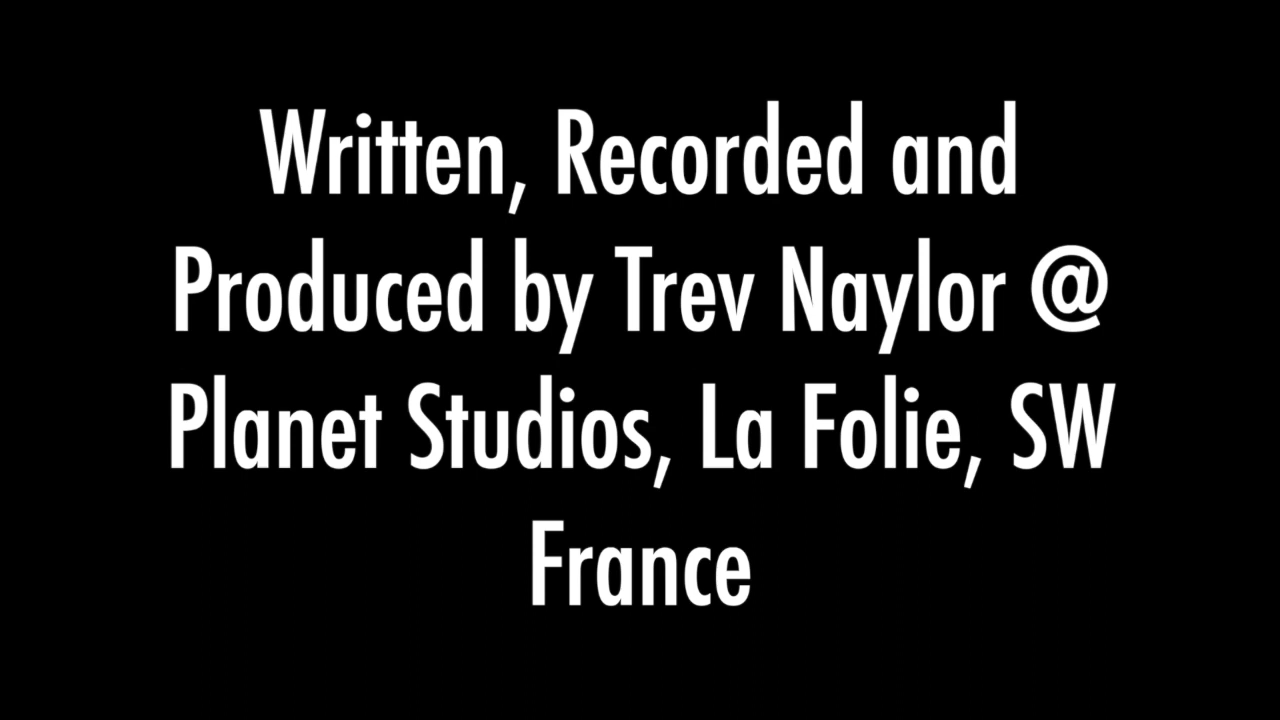 Written, Recorded and
Produced by Trev Naylor @
Planet Studios, La Folie, SW
France